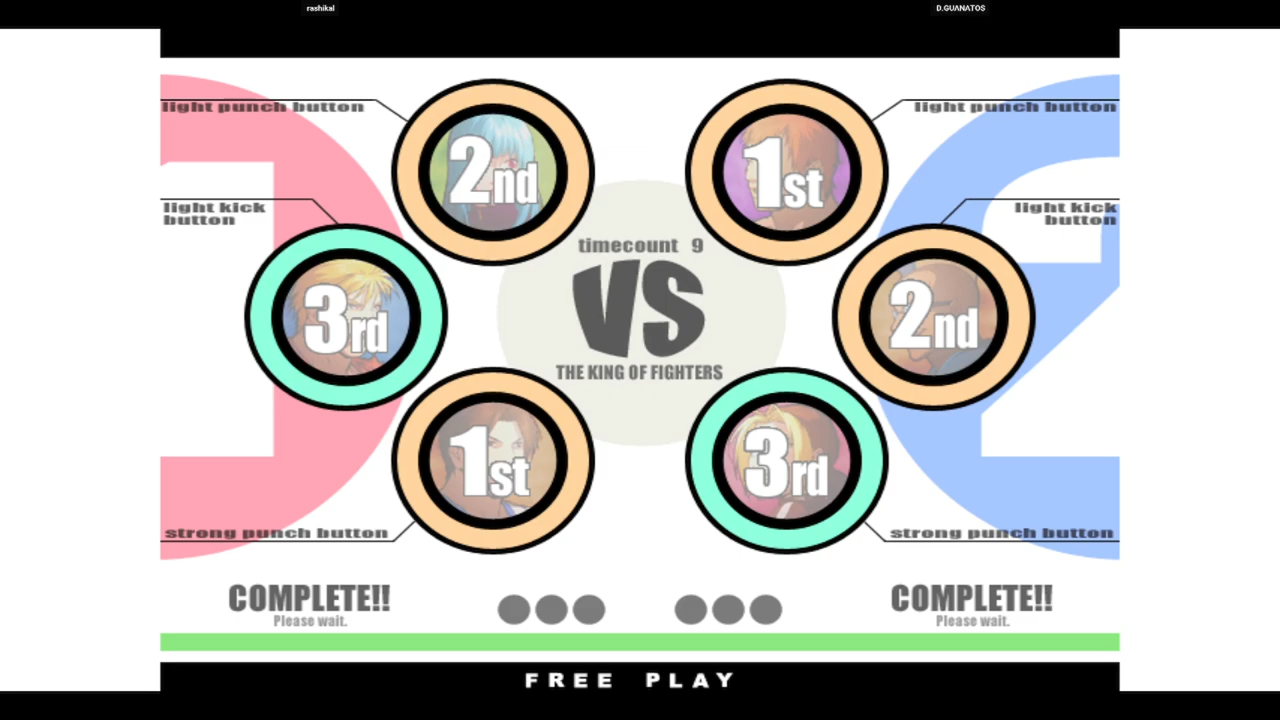 rashikal
D.GUANATOS
light punch button
light punch button
2nd
1st
light kick
button
light kick
button
timecount 9
VS
THE KING OF FIGHTERS
3rd
2nd
1st
3rd
strong punch button
strong punch button
COMPLETE!!
Please wait.
COMPLETE!!
Please wait.
FREE PLAY